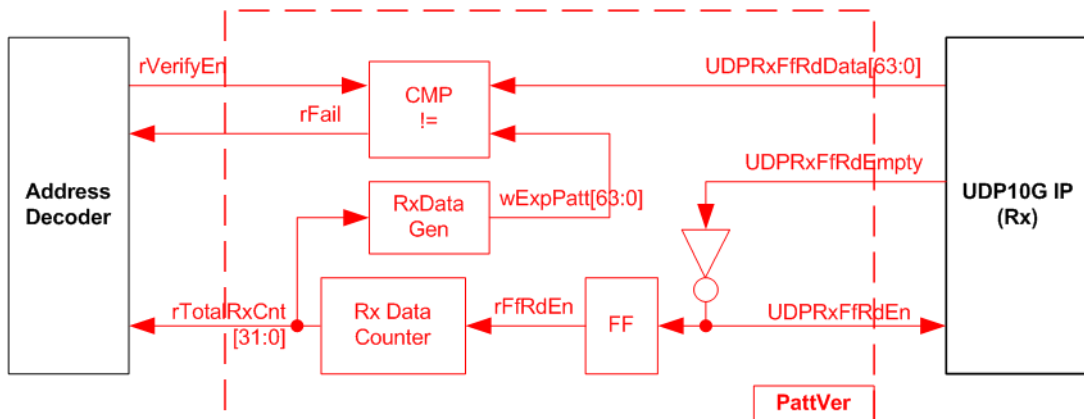 rVerifyEn
UDPRxFfRdData[63:0]
CMP
!=
rFail
UDPRxFfRdEmpty
Address
Decoder
RxData
Gen
wExpPatt[63:0]
UDP10G IP
(Rx)
rTotalRxCnt
[31:0]
Rx Data
Counter
rFfRdEn
FF
UDPRxFfRdEn
PattVer